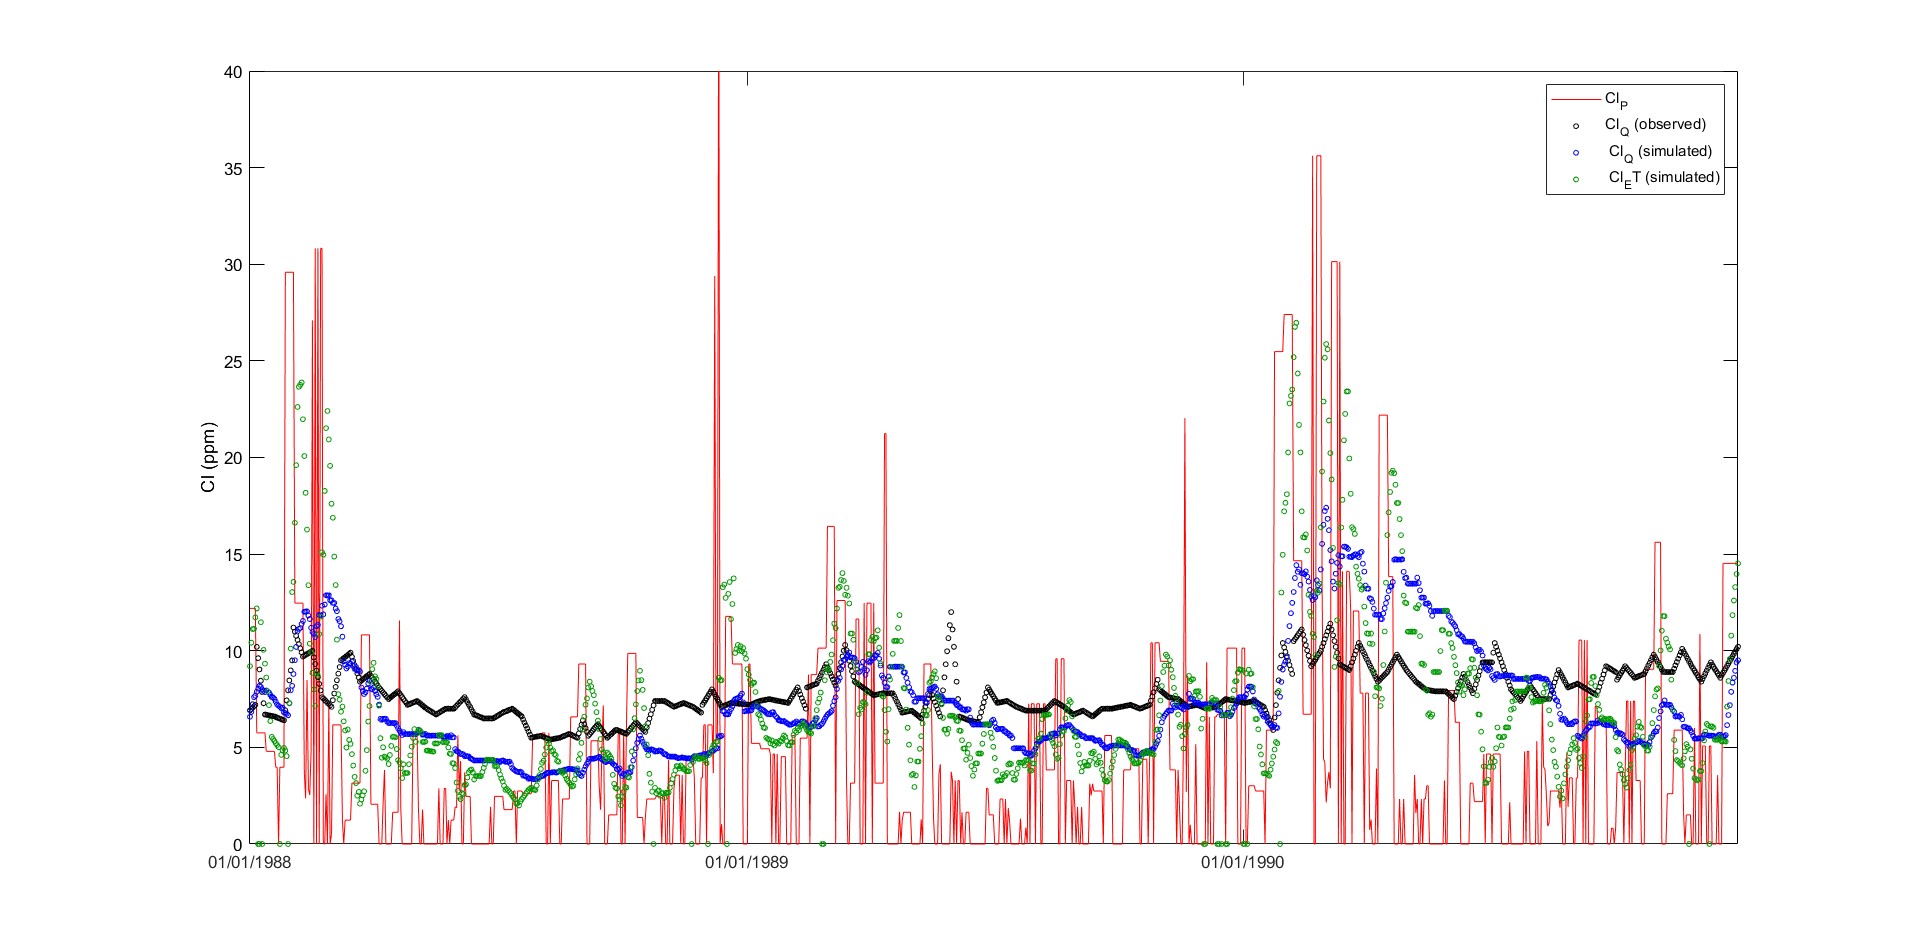 40
35
30
25
20
15
10
5
0
Cl (ppm)
01/01/1988
01/01/1989
01/01/1990
Cl_P
Cl_Q (observed)
Cl_Q (simulated)
Cl_ET (simulated)